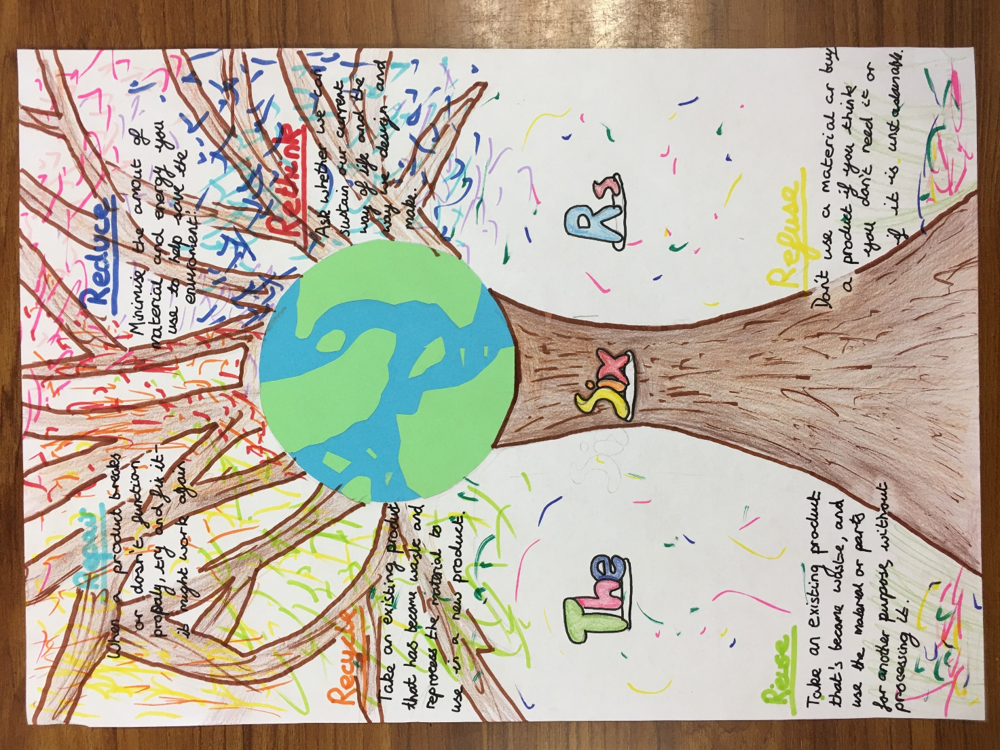 Repair
When a product breaks
or dosn't function
properly, try and fix it -
it might work again
Reduce
Minimise the amout of
material and energy you
use to help save the
environment.
Recycle
Take an existing product
that has become waste and
reprocess the material to
use in a new product.
Rethink
Ask whether we can
sustain our current
way of life and the
way we design and
make.
The Six Rs
Reuse
Take an existing product
that's become waste, and
use the material or parts
for another purpose without
processing it.
Refuse
Don't use a material or buy
a product if you think
you don't need it or
if it is unstadainable.